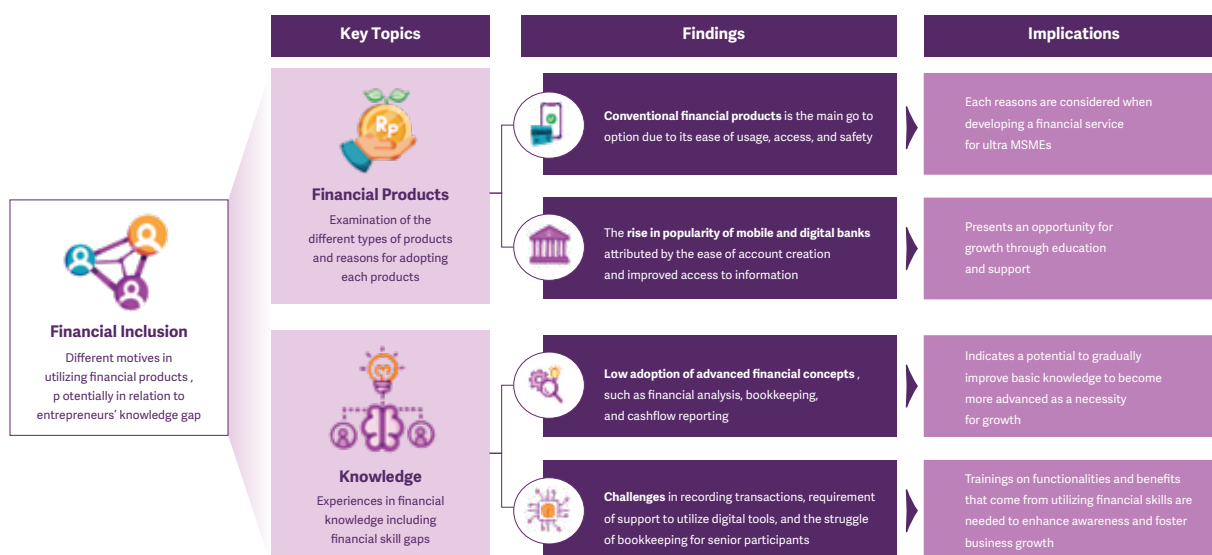 Key Topics
Findings
Implications
Financial Inclusion
Different motives in
utilizing financial products ,
p otentially in relation to
entrepreneurs' knowledge gap
Rp
Financial Products
Examination of the
different types of products
and reasons for adopting
each products
Conventional financial products is the main go to
option due to its ease of usage, access, and safety
Each reasons are considered when
developing a financial service
for ultra MSMEs
The rise in popularity of mobile and digital banks
attributed by the ease of account creation
and improved access to information
Presents an opportunity for
growth through education
and support
Knowledge
Experiences in financial
knowledge including
financial skill gaps
Low adoption of advanced financial concepts ,
such as financial analysis, bookkeeping,
and cashflow reporting
Indicates a potential to gradually
improve basic knowledge to become
more advanced as a necessity
for growth
Challenges in recording transactions, requirement
of support to utilize digital tools, and the struggle
of bookkeeping for senior participants
Trainings on functionalities and benefits
that come from utilizing financial skills are
needed to enhance awareness and foster
business growth